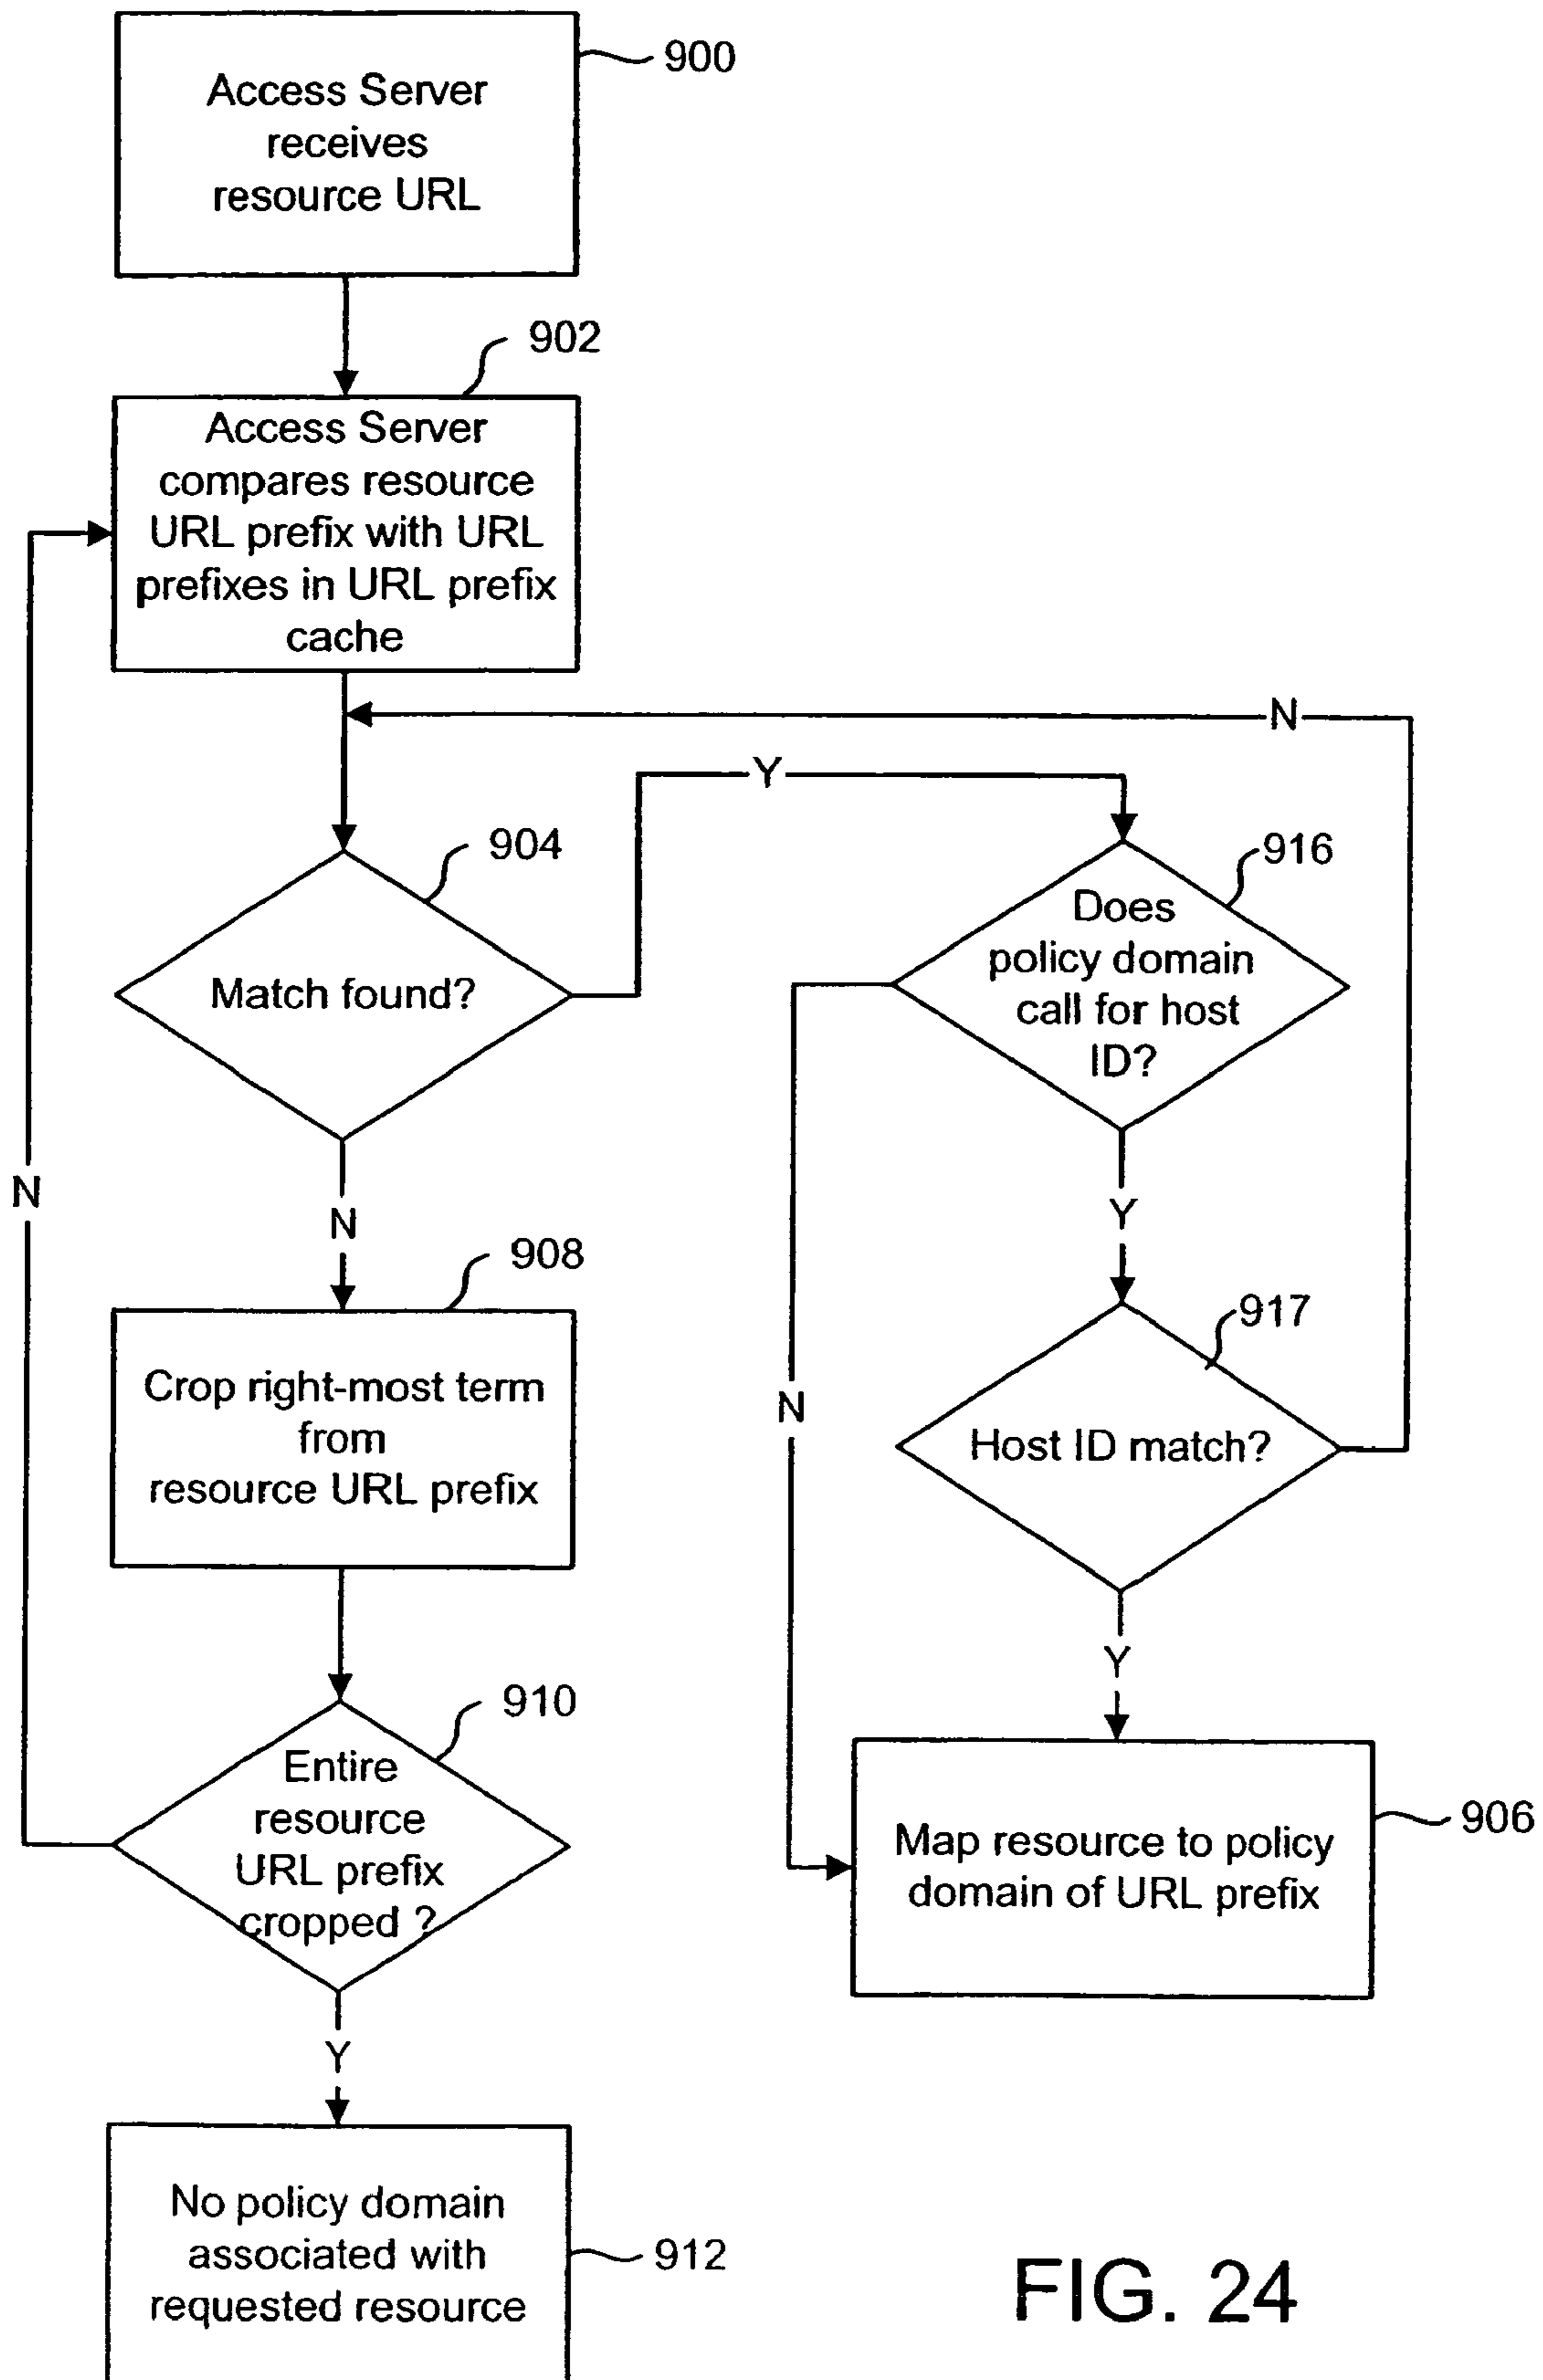 900
Access Server
receives
resource URL
902
Access Server
compares resource
URL prefix with URL
prefixes in URL prefix
cache
N
Y
904
Match found?
916
Does
policy domain
call for host
ID?
N
N
Y
908
Crop right-most term
from
resource URL prefix
917
Host ID match?
N
Y
910
Entire
resource
URL prefix
cropped ?
906
Map resource to policy
domain of URL prefix
Y
No policy domain
associated with
requested resource
912
FIG. 24